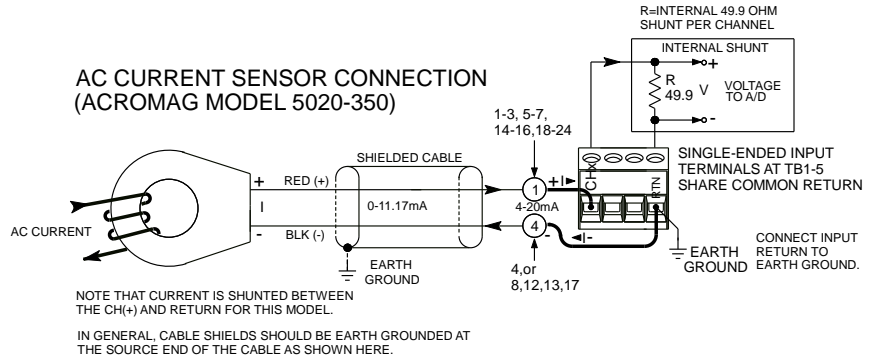 R=INTERNAL 49.9 OHM
SHUNT PER CHANNEL
INTERNAL SHUNT
+
R
49.9
V
VOLTAGE
TO A/D
-
AC CURRENT SENSOR CONNECTION
(ACROMAG MODEL 5020-350)
1-3, 5-7,
14-16,18-24
SHIELDED CABLE
SINGLE-ENDED INPUT
TERMINALS AT TB1-5
SHARE COMMON RETURN
CHx
RTN
+
RED (+)
1
+I
I
0-11.17mA
4-20mA
AC CURRENT
-
BLK (-)
4
-
I-
EARTH
GROUND
EARTH
GROUND
CONNECT INPUT
RETURN TO
EARTH GROUND.
4,or
8,12,13,17
NOTE THAT CURRENT IS SHUNTED BETWEEN
THE CH(+) AND RETURN FOR THIS MODEL.
IN GENERAL, CABLE SHIELDS SHOULD BE EARTH GROUNDED AT
THE SOURCE END OF THE CABLE AS SHOWN HERE.